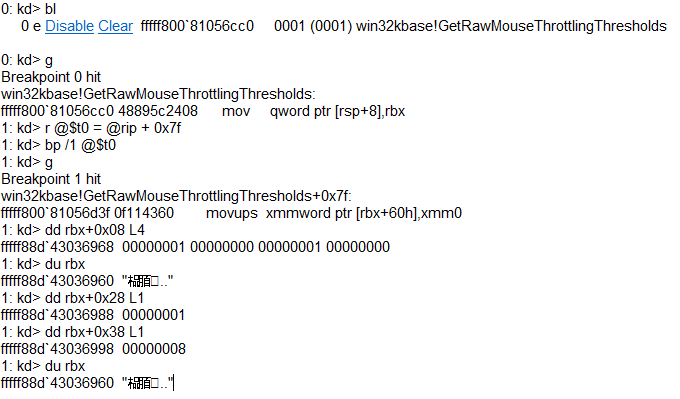 0: kd> bl
0 e Disable Clear fffff800`81056cc0 0001 (0001) win32kbase!GetRawMouseThrottlingThresholds
0: kd> g
Breakpoint 0 hit
win32kbase!GetRawMouseThrottlingThresholds:
fffff800`81056cc0 48895c2408 mov qword ptr [rsp+8],rbx
1: kd> r @$t0 = @rip + 0x7f
1: kd> bp /1 @$t0
1: kd> g
Breakpoint 1 hit
win32kbase!GetRawMouseThrottlingThresholds+0x7f:
fffff800`81056d3f 0f114360 movups xmmword ptr [rbx+60h],xmm0
1: kd> dd rbx+0x08 L4
fffff88d`43036968 00000001 00000000 00000001 00000000
1: kd> du rbx
fffff88d`43036960 ".."
1: kd> dd rbx+0x28 L1
fffff88d`43036988 00000001
1: kd> dd rbx+0x38 L1
fffff88d`43036998 00000008
1: kd> du rbx
fffff88d`43036960 ".."